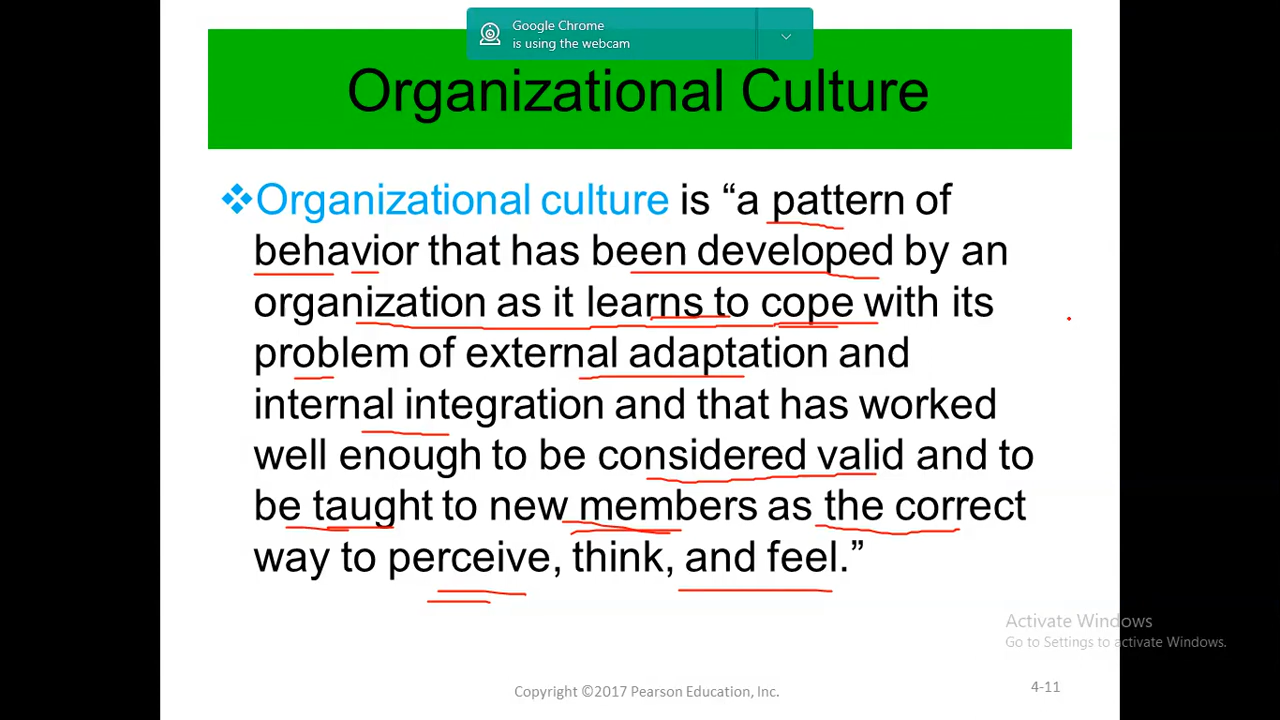 Google Chrome
is using the webcam
Organizational Culture
❖Organizational culture is “a pattern of
behavior that has been developed by an
organization as it learns to cope with its
problem of external adaptation and
internal integration and that has worked
well enough to be considered valid and to
be taught to new members as the correct
way to perceive, think, and feel.”
Activate Windows
Go to Settings to activate Windows.
Copyright ©2017 Pearson Education, Inc.
4-11